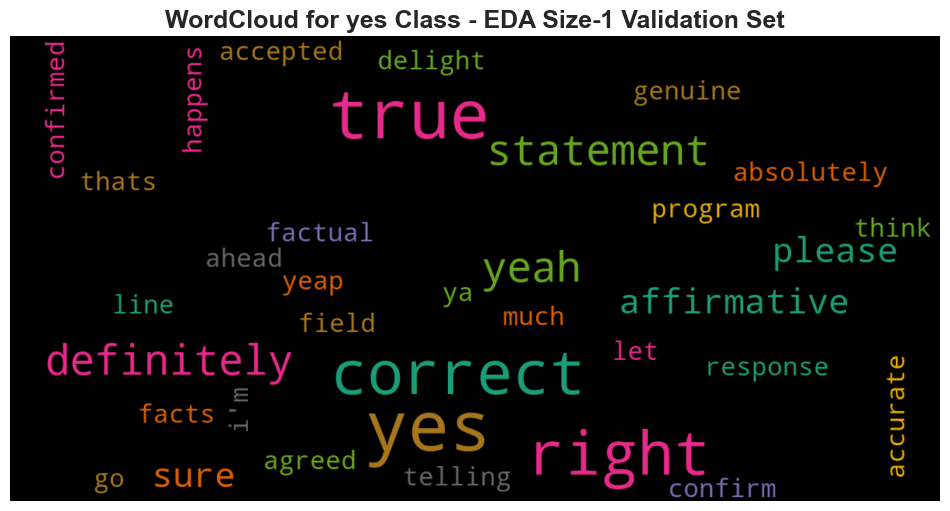 WordCloud for yes Class - EDA Size-1 Validation Set
confirmed
happens
accepted
delight
genuine
true
statement
absolutely
thats
program
think
factual
please
ahead
yeah
yeap
ya
affirmative
line
field
much
definitely
correct
let
response
accurate
facts
i'm
yes
right
agreed
go
sure
telling
confirm